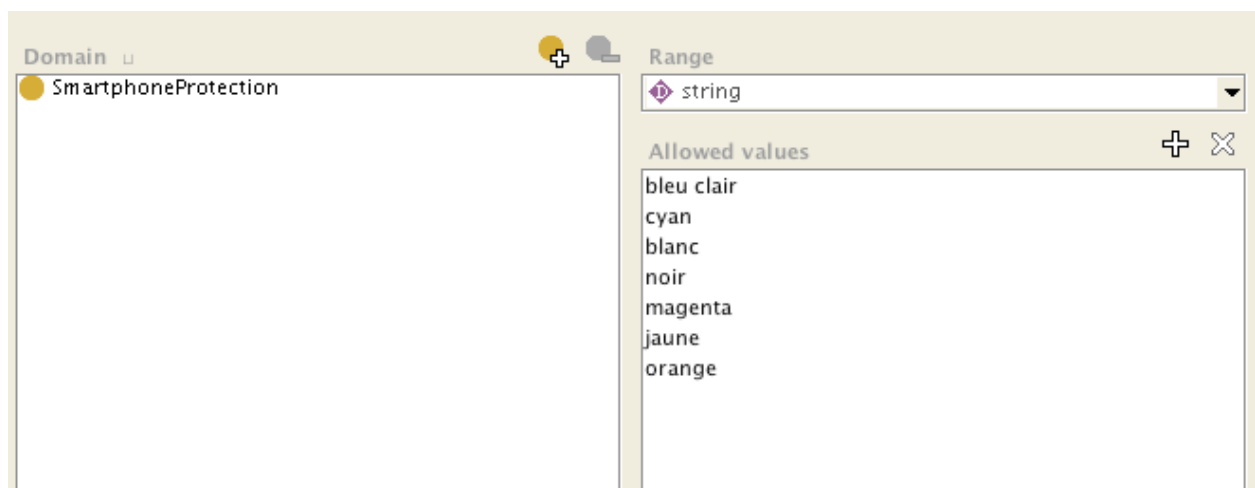 Domain ⊔
SmartphoneProtection
Range
D string
Allowed values
bleu clair
cyan
blanc
noir
magenta
jaune
orange